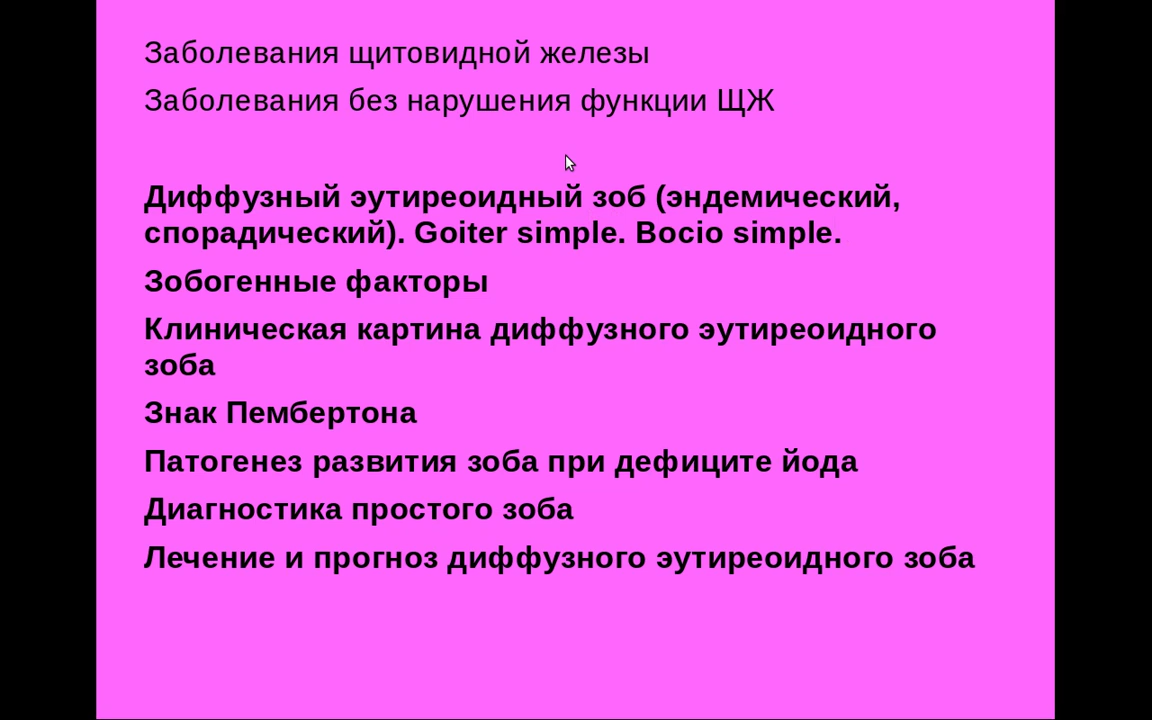 Заболевания щитовидной железы
Заболевания без нарушения функции ЩЖ
Диффузный эутиреоидный зоб (эндемический,
спорадический). Goiter simple. Bocio simple.
Зобогенные факторы
Клиническая картина диффузного эутиреоидного
зоба
Знак Пембертона
Патогенез развития зоба при дефиците йода
Диагностика простого зоба
Лечение и прогноз диффузного эутиреоидного зоба